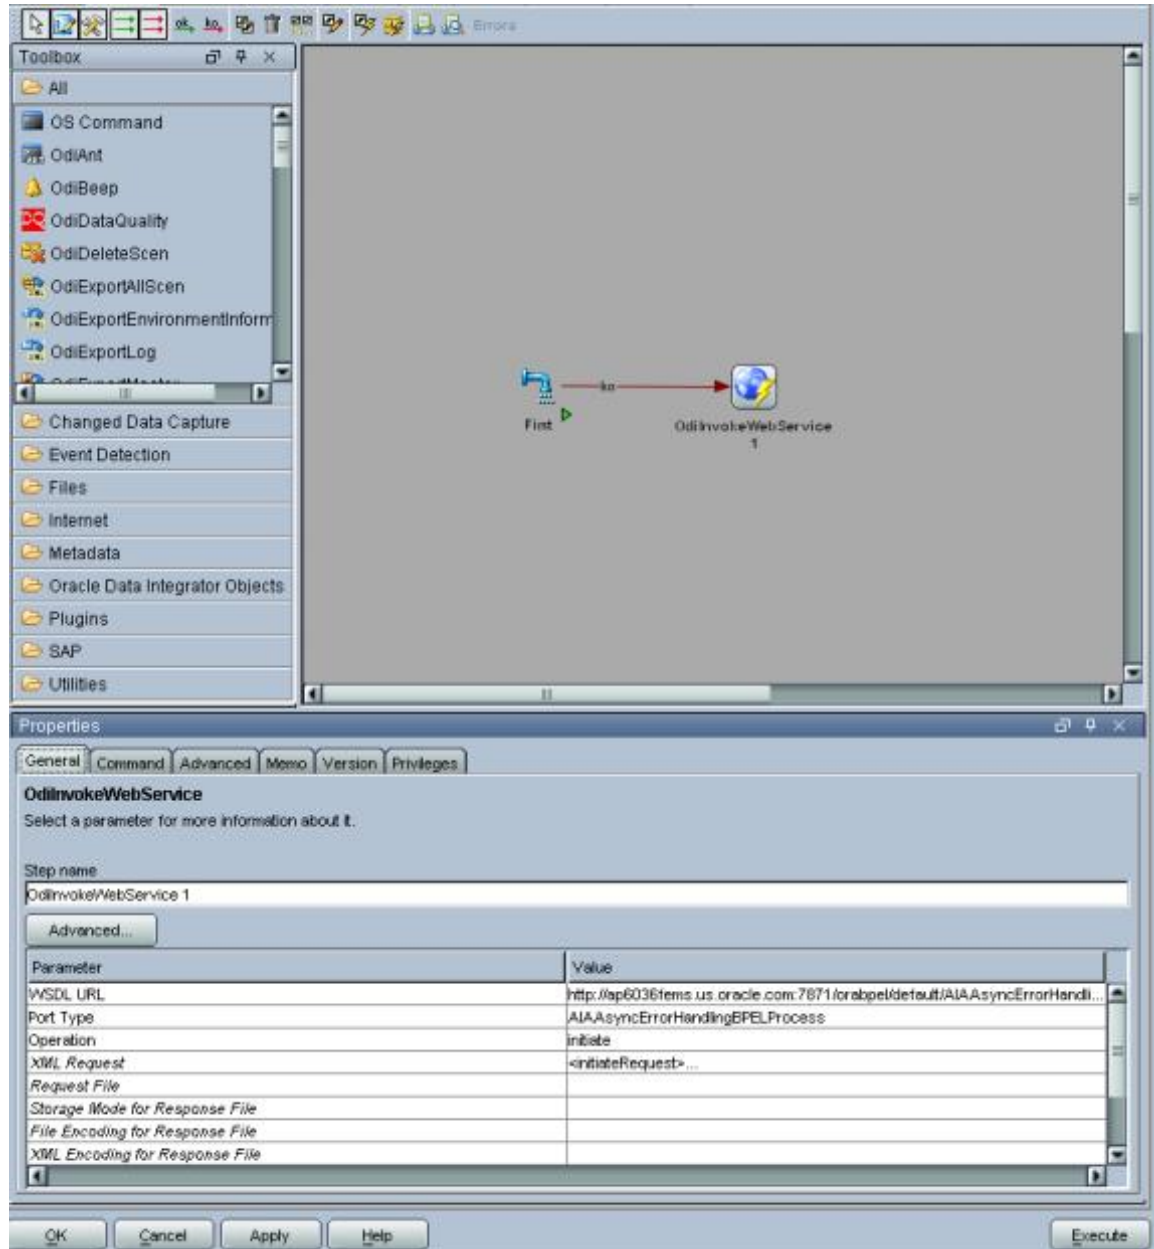 ok
ko
Errors
Toolbox
All
OS Command
OdiAnt
OdiBeep
OdiDataQuality
OdiDeleteScen
OdiExportAllScen
OdiExportEnvironmentInform
OdiExportLog
Changed Data Capture
Event Detection
Files
Internet
Metadata
Oracle Data Integrator Objects
Plugins
SAP
Utilities
ko
First
OdiInvokeWebService
1
Properties
General Command Advanced Memo Version Privileges
OdiInvokeWebService
Select a parameter for more information about it.
Step name
OdiInvokeWebService 1
Advanced...
Parameter Value
WSDL URL http://ap6036fems.us.oracle.com:7871/orabpel/default/AIAAsyncErrorHandli...
Port Type AIAAsyncErrorHandlingBPELProcess
Operation initiate
XML Request <initiateRequest>...
Request File
Storage Mode for Response File
File Encoding for Response File
XML Encoding for Response File
OK Cancel Apply Help Execute